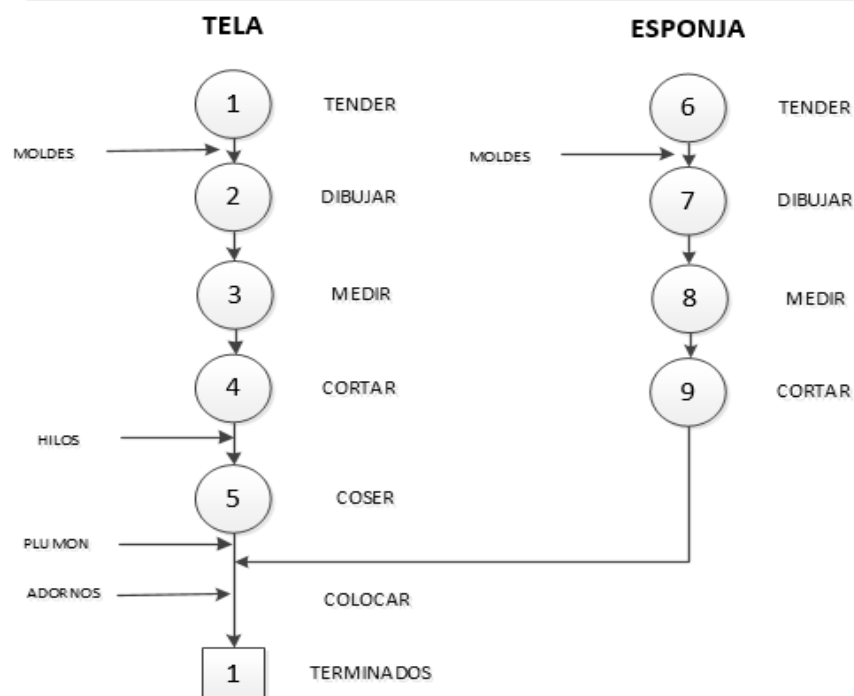 TELA
ESPONJA
1 TENDER
6 TENDER
MOLDES
MOLDES
2 DIBUJAR
7 DIBUJAR
3 MEDIR
8 MEDIR
4 CORTAR
9 CORTAR
HILOS
5 COSER
PLUMON
ADORNOS
COLOCAR
1 TERMINADOS